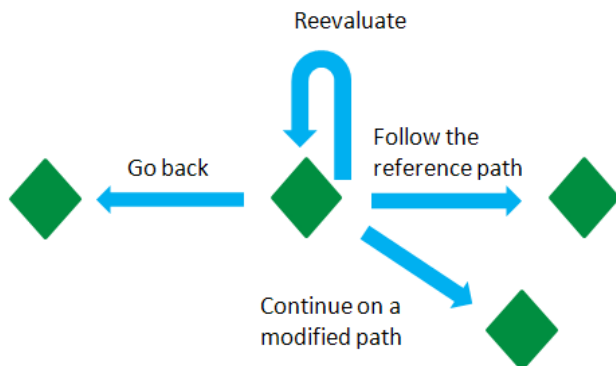 Reevaluate
Go back
Follow the
reference path
Continue on a
modified path